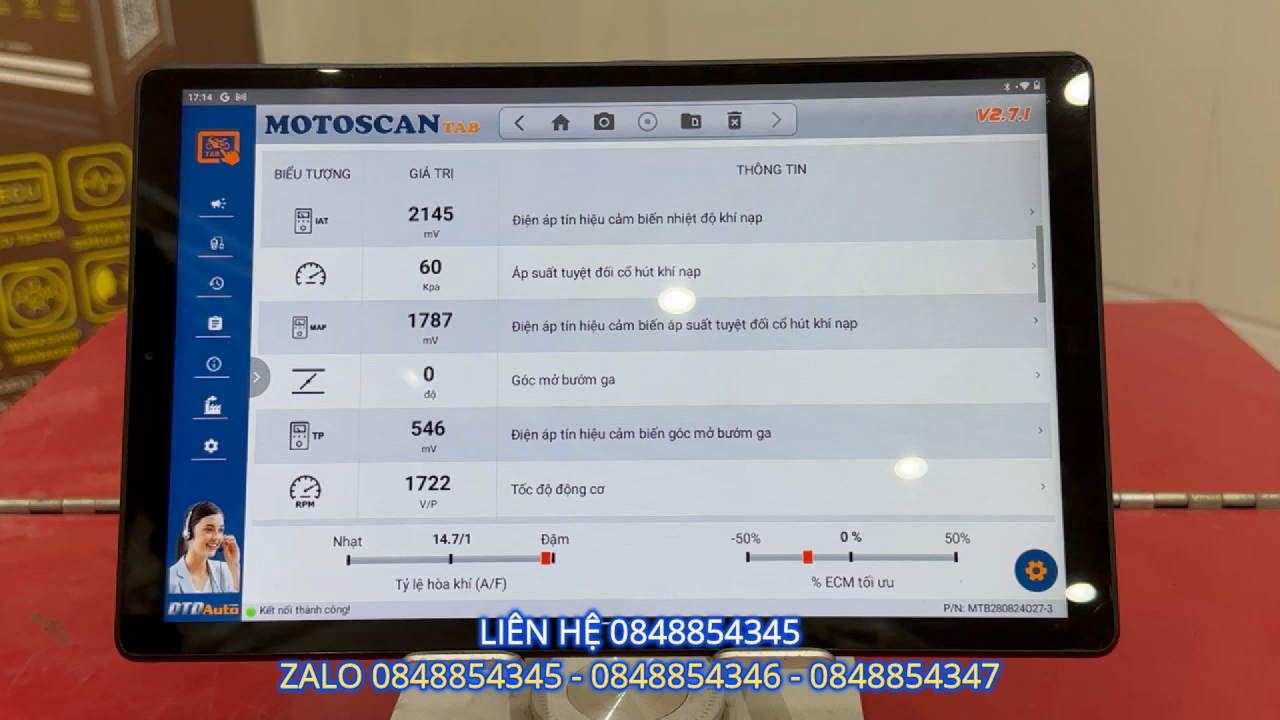 17:14 G
MOTOSCAN TAB
V2.7.1
TAB
BIỂU TƯỢNG GIÁ TRỊ THÔNG TIN
IAT 2145 mV Điện áp tín hiệu cảm biến nhiệt độ khí nạp
60 Kpa Áp suất tuyệt đối cổ hút khí nạp
MAP 1787 mV Điện áp tín hiệu cảm biến áp suất tuyệt đối cổ hút khí nạp
0 độ Góc mở bướm ga
TP 546 mV Điện áp tín hiệu cảm biến góc mở bướm ga
RPM 1722 V/P Tốc độ động cơ
Nhạt 14.7/1 Đậm -50% 0 % 50%
Tỷ lệ hòa khí (A/F) % ECM tối ưu
DTDAuto Kết nối thành công! P/N: MTB280824027-3
LIÊN HỆ 0848854345
ZALO 0848854345 - 0848854346 - 0848854347